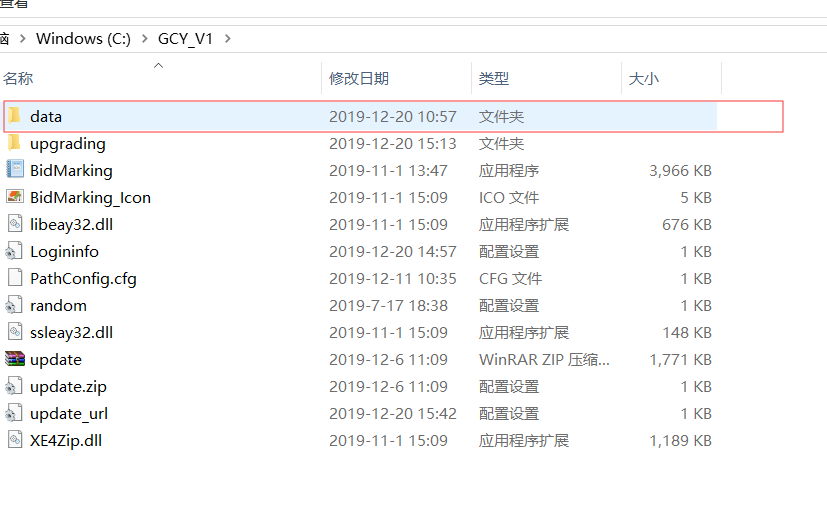 查看
脑 > Windows (C:) > GCY_V1 >
名称 修改日期 类型 大小
data 2019-12-20 10:57 文件夹
upgrading 2019-12-20 15:13 文件夹
BidMarking 2019-11-1 13:47 应用程序 3,966 KB
BidMarking_Icon 2019-11-1 15:09 ICO 文件 5 KB
libeay32.dll 2019-11-1 15:09 应用程序扩展 676 KB
Logininfo 2019-12-20 14:57 配置设置 1 KB
PathConfig.cfg 2019-12-11 10:35 CFG 文件 1 KB
random 2019-7-17 18:38 配置设置 1 KB
ssleay32.dll 2019-11-1 15:09 应用程序扩展 148 KB
update 2019-12-6 11:09 WinRAR ZIP 压缩... 1,771 KB
update.zip 2019-12-6 11:09 配置设置 1 KB
update_url 2019-12-20 15:42 配置设置 1 KB
XE4Zip.dll 2019-11-1 15:09 应用程序扩展 1,189 KB